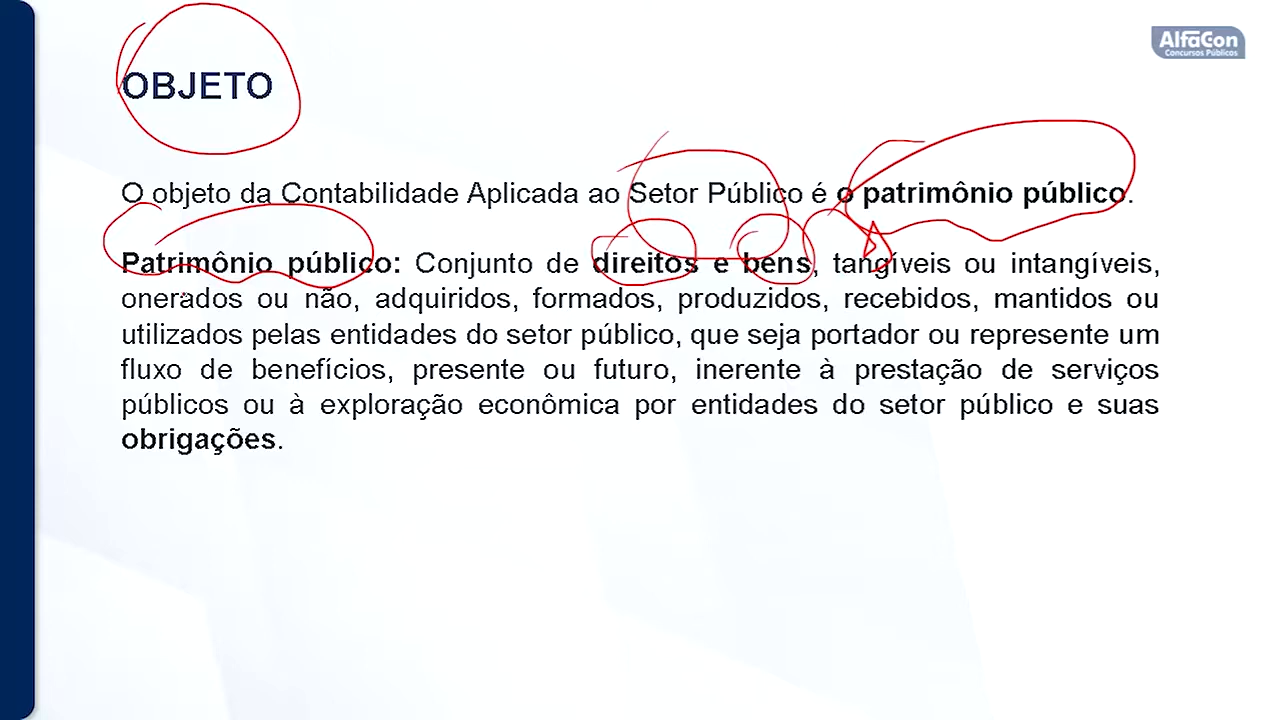 AlfaCon
Concursos Públicos
OBJETO
O objeto da Contabilidade Aplicada ao Setor Público é o patrimônio público.
Patrimônio público: Conjunto de direitos e bens, tangíveis ou intangíveis,
onerados ou não, adquiridos, formados, produzidos, recebidos, mantidos ou
utilizados pelas entidades do setor público, que seja portador ou represente um
fluxo de benefícios, presente ou futuro, inerente à prestação de serviços
públicos ou à exploração econômica por entidades do setor público e suas
obrigações.